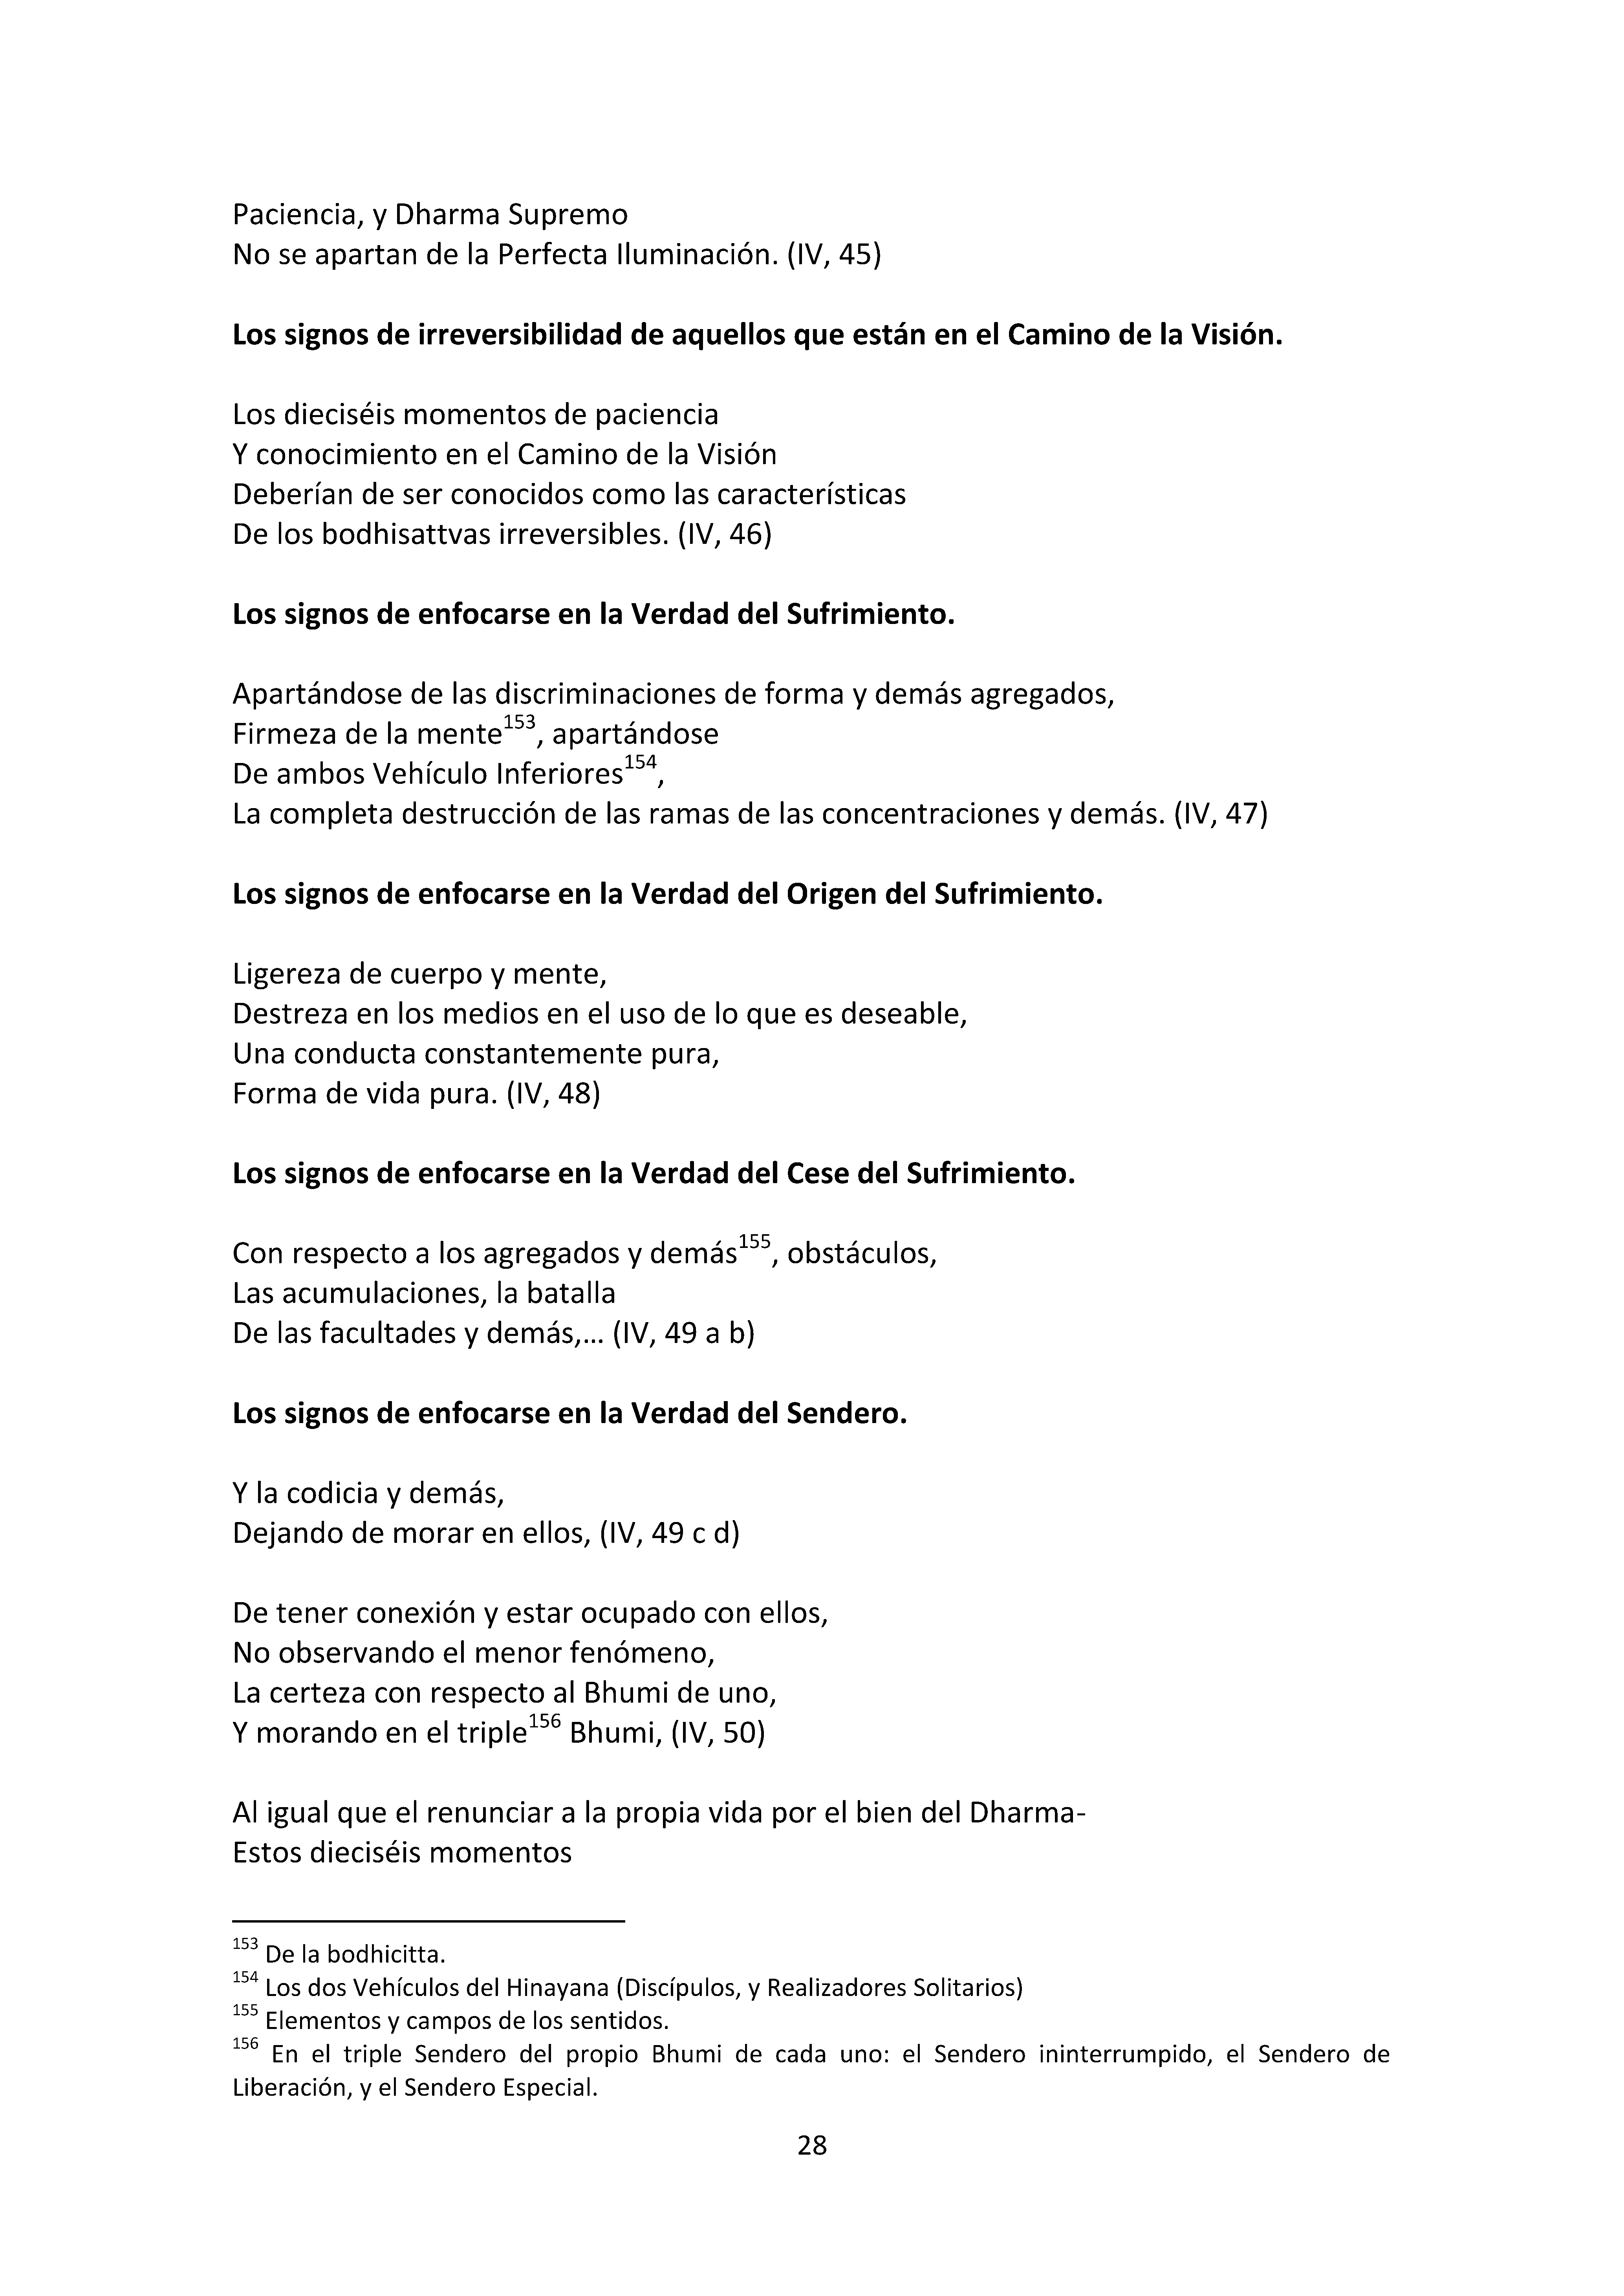 Paciencia, y Dharma Supremo
No se apartan de la Perfecta Iluminación. (IV, 45)
Los signos de irreversibilidad de aquellos que están en el Camino de la Visión.
Los dieciséis momentos de paciencia
Y conocimiento en el Camino de la Visión
Deberían de ser conocidos como las características
De los bodhisattvas irreversibles. (IV, 46)
Los signos de enfocarse en la Verdad del Sufrimiento.
Apartándose de las discriminaciones de forma y demás agregados,
Firmeza de la mente153, apartándose
De ambos Vehículo Inferiores154,
La completa destrucción de las ramas de las concentraciones y demás. (IV, 47)
Los signos de enfocarse en la Verdad del Origen del Sufrimiento.
Ligereza de cuerpo y mente,
Destreza en los medios en el uso de lo que es deseable,
Una conducta constantemente pura,
Forma de vida pura. (IV, 48)
Los signos de enfocarse en la Verdad del Cese del Sufrimiento.
Con respecto a los agregados y demás155, obstáculos,
Las acumulaciones, la batalla
De las facultades y demás,… (IV, 49 a b)
Los signos de enfocarse en la Verdad del Sendero.
Y la codicia y demás,
Dejando de morar en ellos, (IV, 49 c d)
De tener conexión y estar ocupado con ellos,
No observando el menor fenómeno,
La certeza con respecto al Bhumi de uno,
Y morando en el triple156 Bhumi, (IV, 50)
Al igual que el renunciar a la propia vida por el bien del Dharma-
Estos dieciséis momentos
153 De la bodhicitta.
154 Los dos Vehículos del Hinayana (Discípulos, y Realizadores Solitarios)
155 Elementos y campos de los sentidos.
156 En el triple Sendero del propio Bhumi de cada uno: el Sendero ininterrumpido, el Sendero de
Liberación, y el Sendero Especial.
28